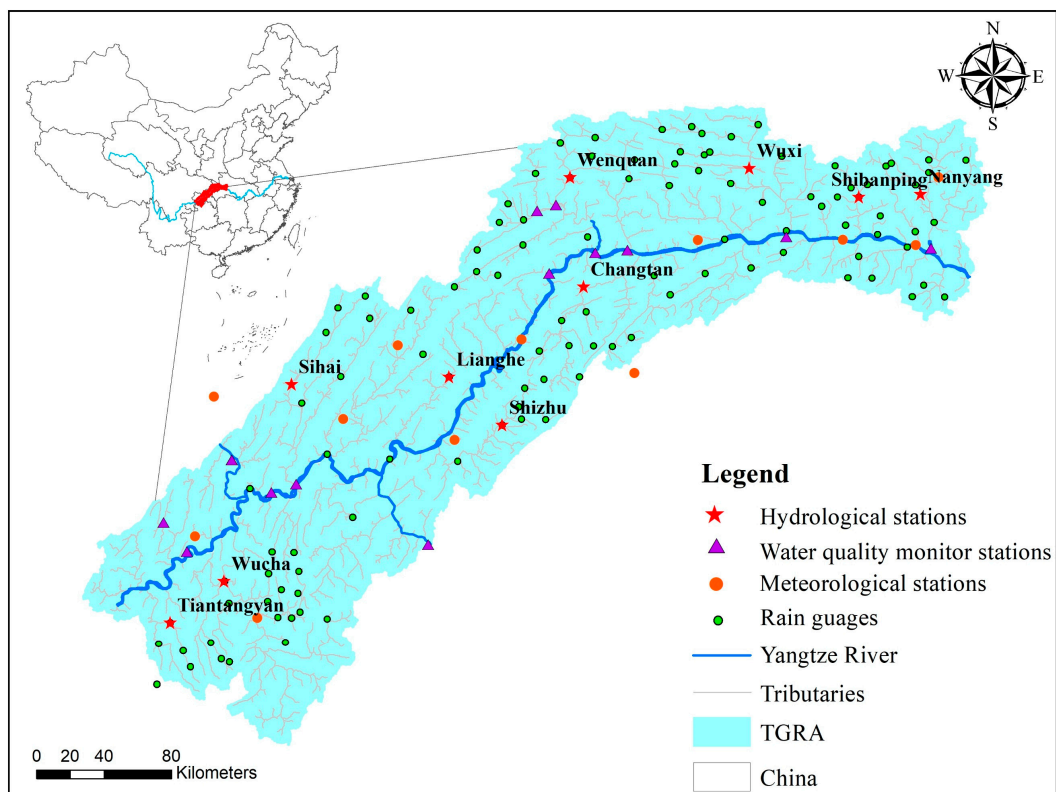 N
W E
S
Wenquan
Wuxi
Shibanping
Nanyang
Changtan
Sihai
Lianghe
Shizhu
Wucha
Tiantangyan
Legend
Hydrological stations
Water quality monitor stations
Meteorological stations
Rain guages
Yangtze River
Tributaries
TGRA
China
0 20 40 80
Kilometers